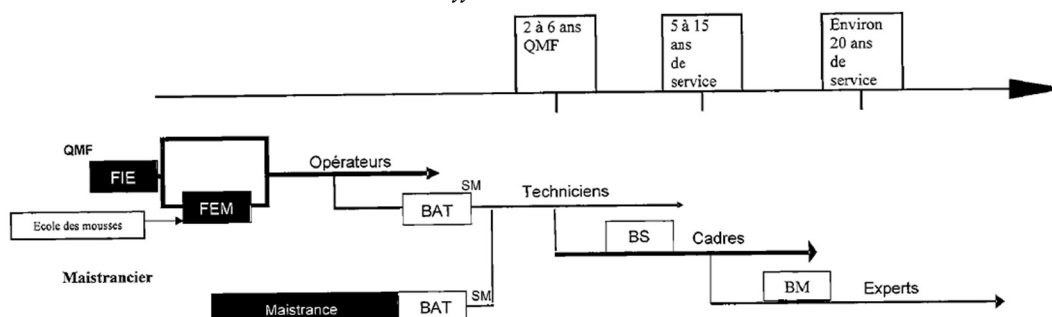 2 à 6 ans
QMF
5 à 15
ans
de
service
Environ
20 ans
de
service
QMF
FIE
FEM
Ecole des mousses
Opérateurs
BAT
SM
Techniciens
BS
Cadres
BM
Experts
Maistrancier
Maistrance
BAT
SM